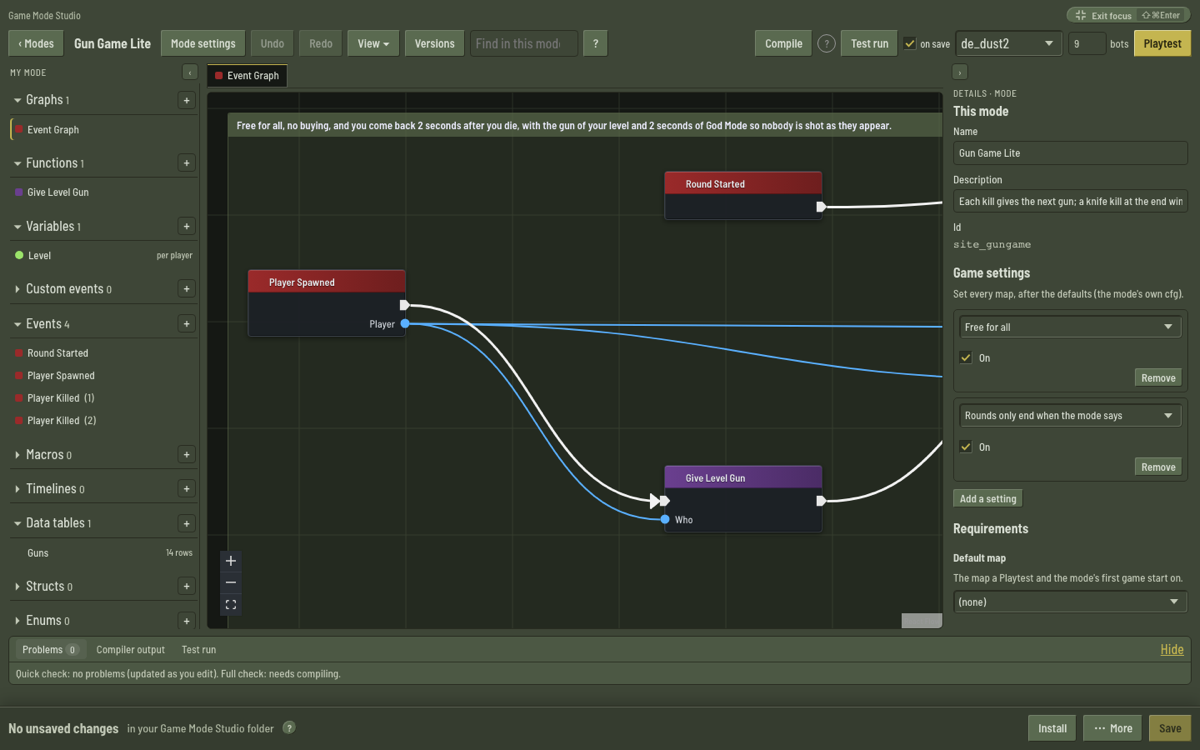 Game Mode Studio
Exit focus ⇧⌘Enter
‹ Modes
Gun Game Lite
Mode settings
Undo
Redo
View
Versions
Find in this mod
?
Compile
?
Test run
on save
de_dust2
9
bots
Playtest
MY MODE
‹
Graphs 1
+
Event Graph
Functions 1
+
Give Level Gun
Variables 1
+
Level
per player
Custom events 0
+
Events 4
+
Round Started
Player Spawned
Player Killed (1)
Player Killed (2)
Macros 0
+
Timelines 0
+
Data tables 1
+
Guns
14 rows
Structs 0
+
Enums 0
+
Event Graph
Free for all, no buying, and you come back 2 seconds after you die, with the gun of your level and 2 seconds of God Mode so nobody is shot as they appear.
Round Started
Player Spawned
Player
Give Level Gun
Who
+
−
›
DETAILS · MODE
This mode
Name
Gun Game Lite
Description
Each kill gives the next gun; a knife kill at the end win
Id
site_gungame
Game settings
Set every map, after the defaults (the mode's own cfg).
Free for all
On
Remove
Rounds only end when the mode says
On
Remove
Add a setting
Requirements
Default map
The map a Playtest and the mode's first game start on.
(none)
Problems 0
Compiler output
Test run
Hide
Quick check: no problems (updated as you edit). Full check: needs compiling.
No unsaved changes in your Game Mode Studio folder ?
Install
··· More
Save